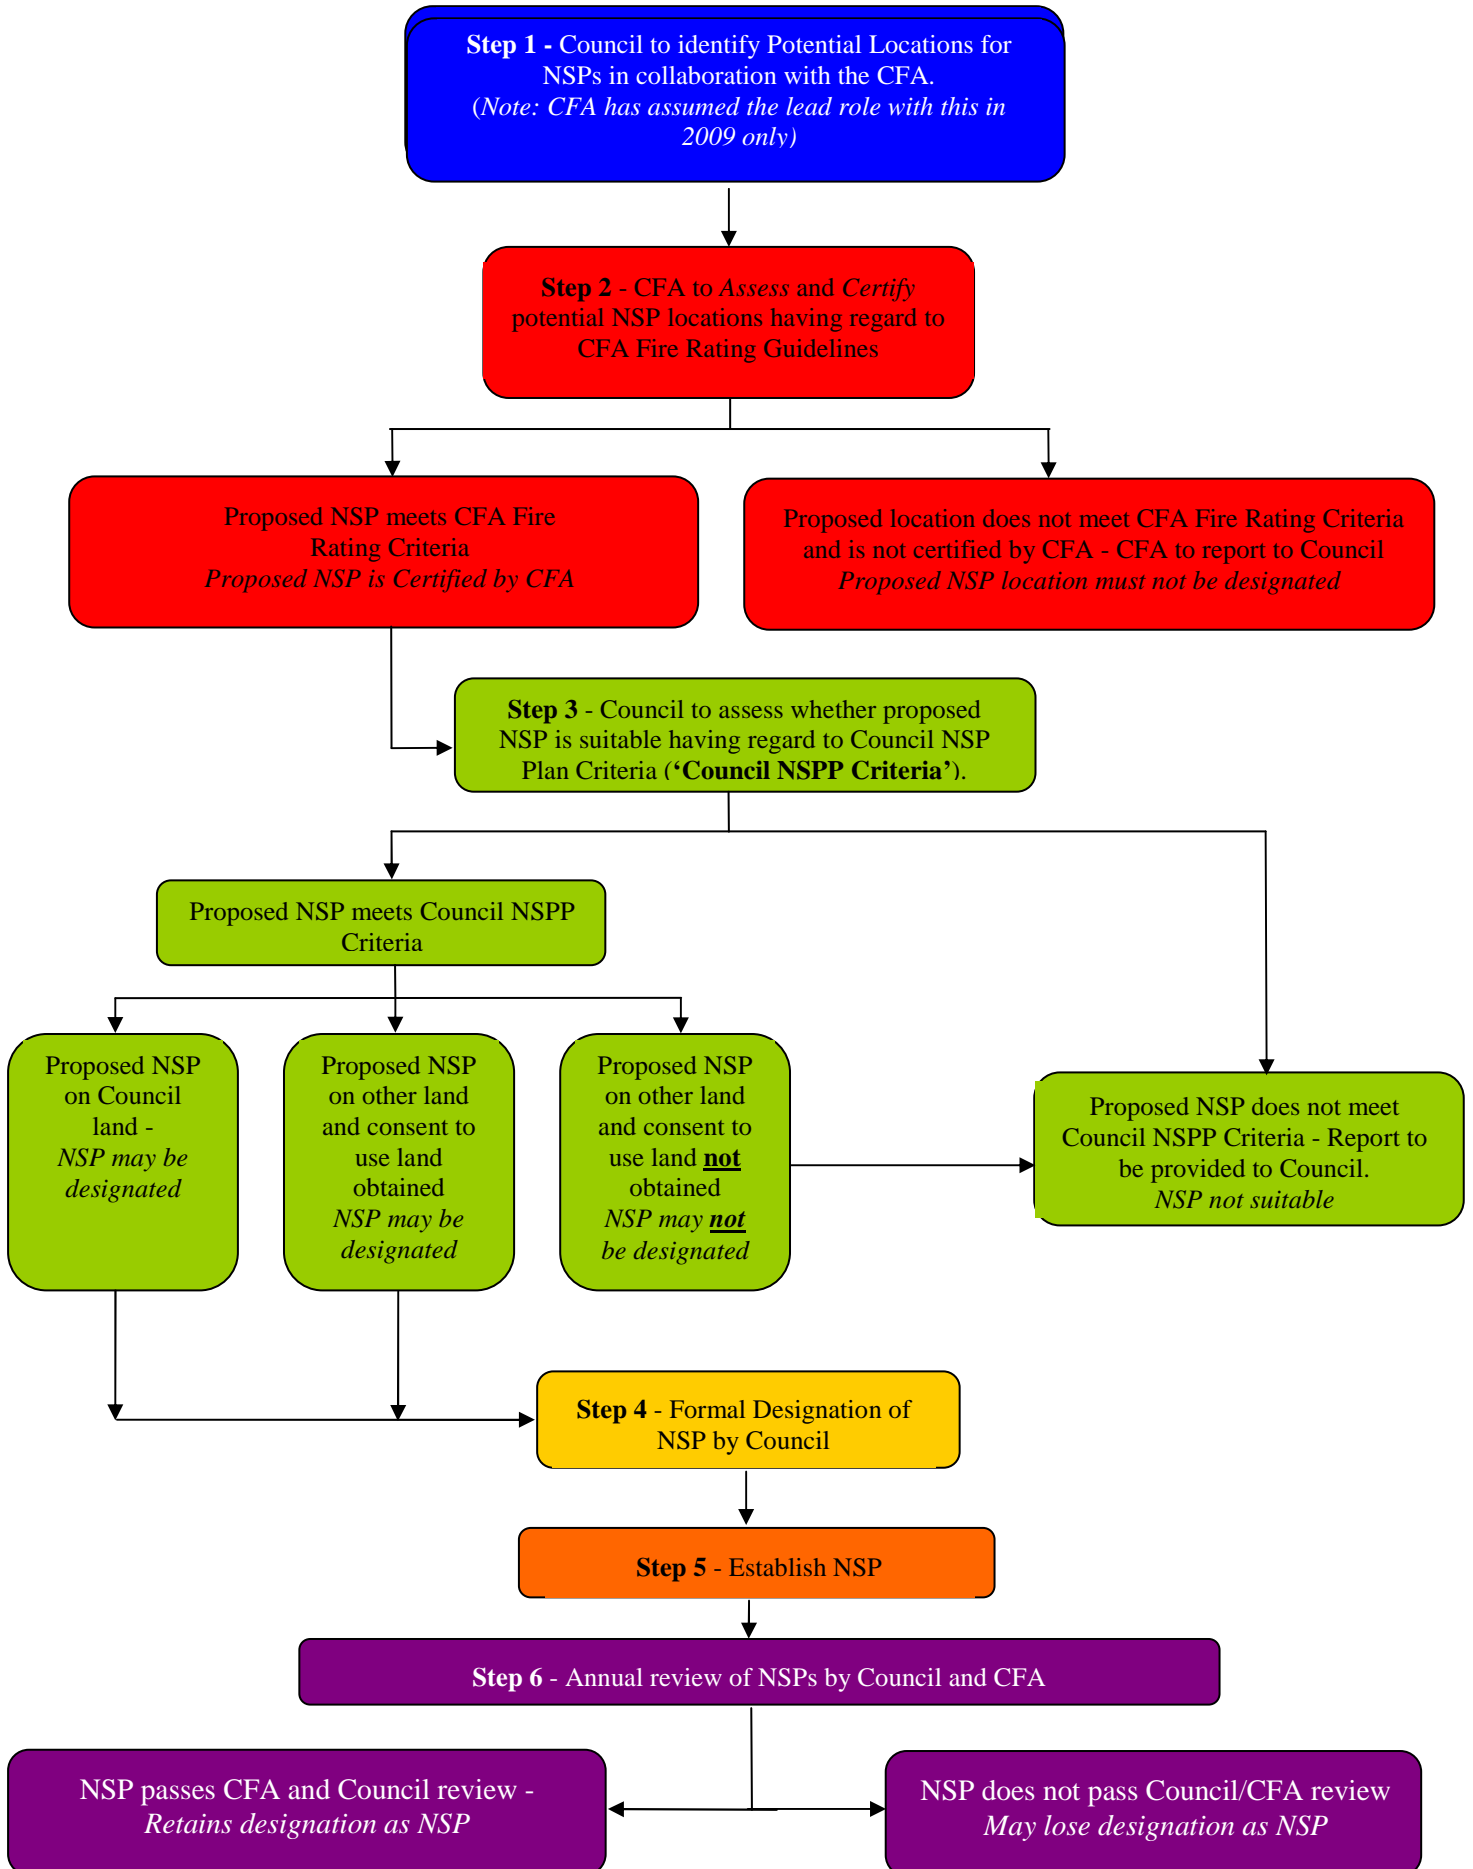 Step 1 - Council to identify Potential Locations for
NSPs in collaboration with the CFA.
(Note: CFA has assumed the lead role with this in
2009 only)
Step 2 - CFA to Assess and Certify
potential NSP locations having regard to
CFA Fire Rating Guidelines
Proposed NSP meets CFA Fire
Rating Criteria
Proposed NSP is Certified by CFA
Proposed location does not meet CFA Fire Rating Criteria
and is not certified by CFA - CFA to report to Council
Proposed NSP location must not be designated
Step 3 - Council to assess whether proposed
NSP is suitable having regard to Council NSP
Plan Criteria (‘Council NSPP Criteria’).
Proposed NSP meets Council NSPP
Criteria
Proposed NSP
on Council
land -
NSP may be
designated
Proposed NSP
on other land
and consent to
use land
obtained
NSP may be
designated
Proposed NSP
on other land
and consent to
use land not
obtained
NSP may not
be designated
Proposed NSP does not meet
Council NSPP Criteria - Report to
be provided to Council.
NSP not suitable
Step 4 - Formal Designation of
NSP by Council
Step 5 - Establish NSP
Step 6 - Annual review of NSPs by Council and CFA
NSP passes CFA and Council review -
Retains designation as NSP
NSP does not pass Council/CFA review
May lose designation as NSP